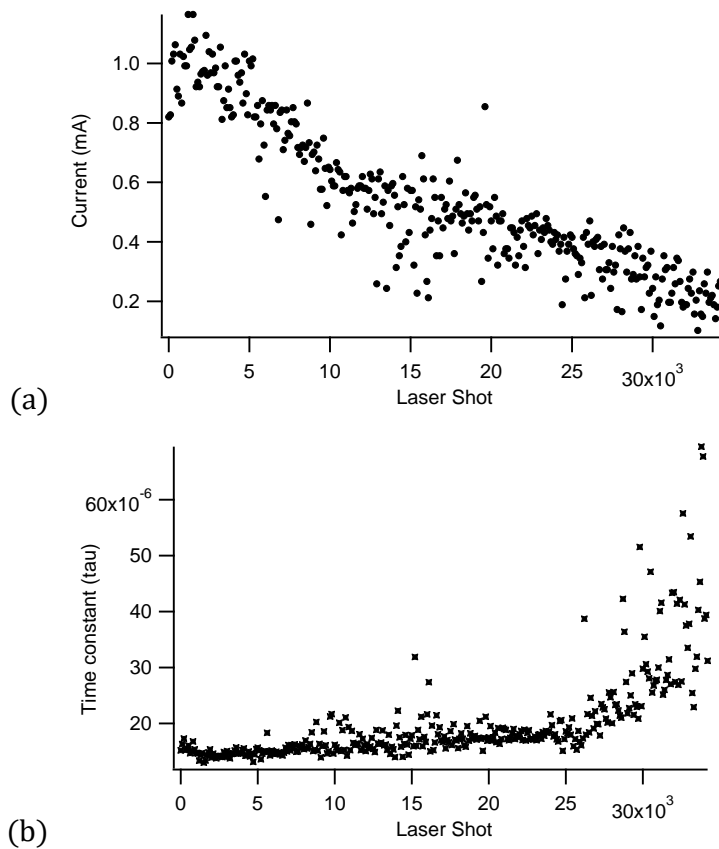 1.0
0.8
0.6
0.4
0.2
Current (mA)
0 5 10 15 20 25 30x10³
Laser Shot
(a)
60x10⁻⁶
50
40
30
20
Time constant (tau)
0 5 10 15 20 25 30x10³
Laser Shot
(b)